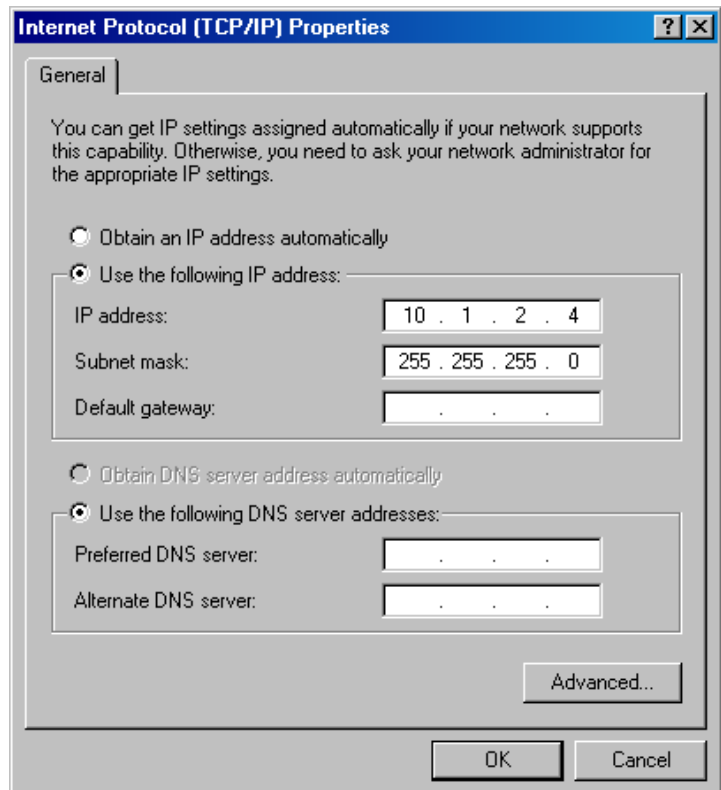 Internet Protocol (TCP/IP) Properties
General
You can get IP settings assigned automatically if your network supports
this capability. Otherwise, you need to ask your network administrator for
the appropriate IP settings.
Obtain an IP address automatically
Use the following IP address:
IP address: 10 . 1 . 2 . 4
Subnet mask: 255 . 255 . 255 . 0
Default gateway: . . .
Obtain DNS server address automatically
Use the following DNS server addresses:
Preferred DNS server: . . .
Alternate DNS server: . . .
Advanced...
OK Cancel